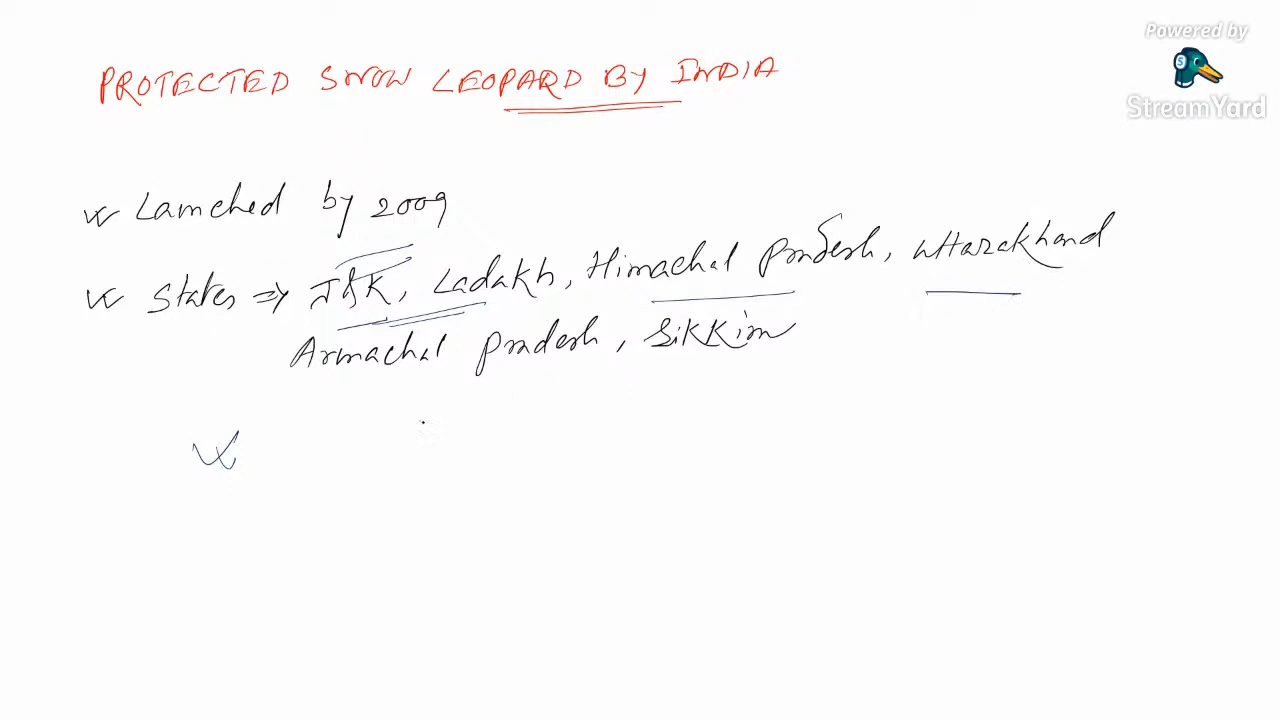 Powered by
StreamYard
PROTECTED SNOW LEOPARD BY INDIA
Launched by 2009
States ⇒ J&K, Ladakh, Himachal Pradesh, Uttarakhand
Arunachal Pradesh, Sikkim